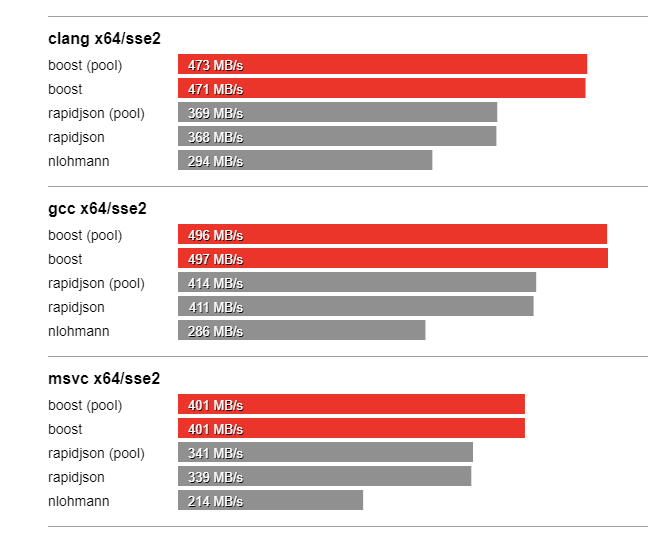 clang x64/sse2
boost (pool) 473 MB/s
boost 471 MB/s
rapidjson (pool) 369 MB/s
rapidjson 368 MB/s
nlohmann 294 MB/s
gcc x64/sse2
boost (pool) 496 MB/s
boost 497 MB/s
rapidjson (pool) 414 MB/s
rapidjson 411 MB/s
nlohmann 286 MB/s
msvc x64/sse2
boost (pool) 401 MB/s
boost 401 MB/s
rapidjson (pool) 341 MB/s
rapidjson 339 MB/s
nlohmann 214 MB/s